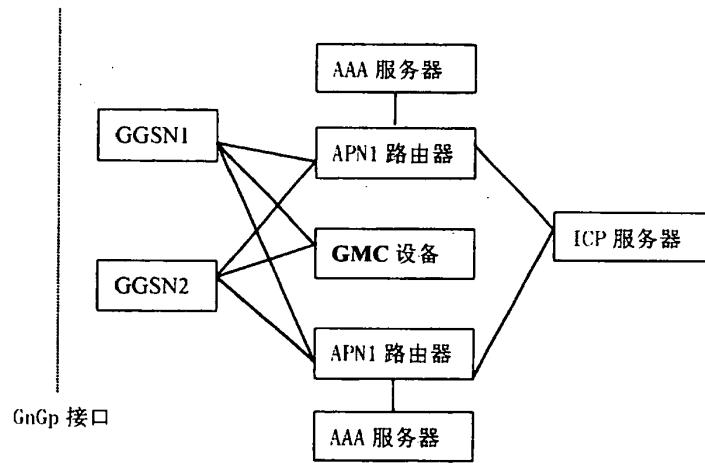 AAA 服务器
GGSN1
APN1 路由器
GMC 设备
ICP 服务器
GGSN2
APN1 路由器
GnGp 接口
AAA 服务器